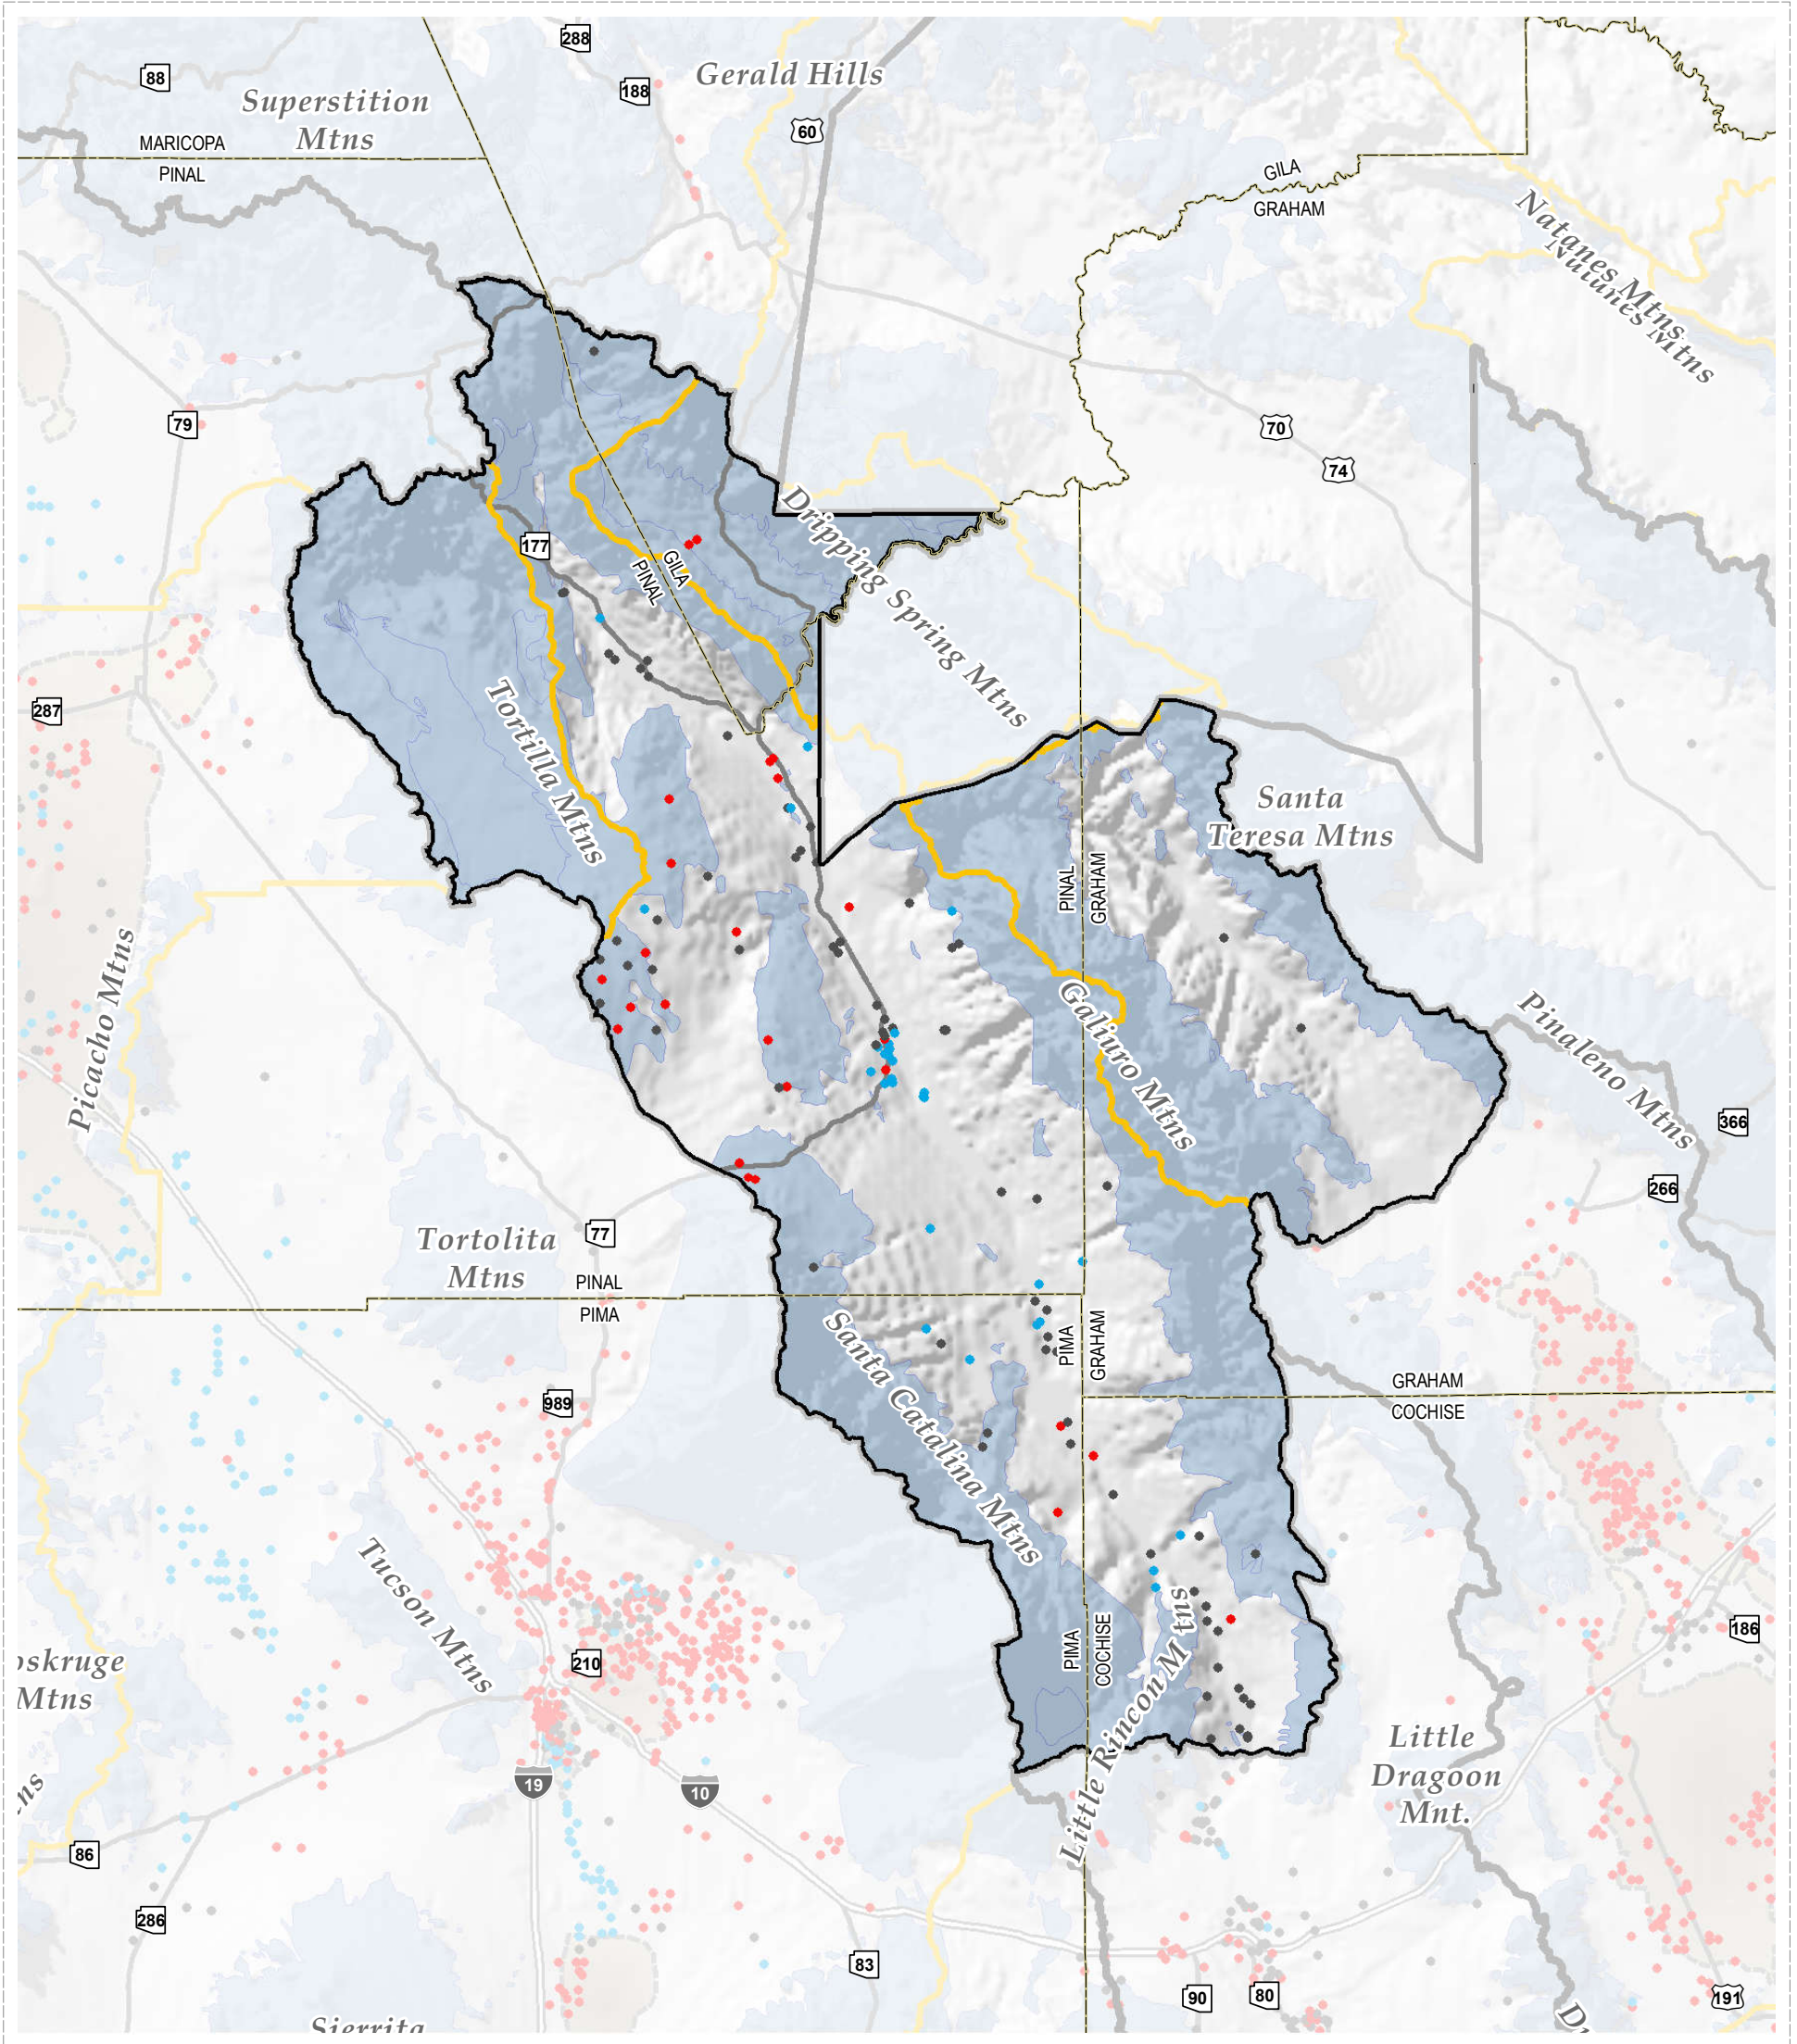 288
88
Gerald Hills
188
Superstition
Mtns
60
MARICOPA
PINAL
GILA
GRAHAM
Natanes Mtns
Natanes Mtns
79
70
74
177
Dripping Spring Mtns
GILA
PINAL
287
Tortilla Mtns
Santa
Teresa Mtns
PINAL
GRAHAM
Picacho Mtns
Galiuro Mtns
Pinaleno Mtns
366
266
77
Tortolita
Mtns
PINAL
PIMA
Santa Catalina Mtns
PIMA
GRAHAM
GRAHAM
COCHISE
989
Tucson Mtns
210
PIMA
COCHISE
186
oskruge
Mtns
Little Rincon Mtns
Little
Dragoon
Mnt.
19
10
ns
86
286
83
90
80
191
Sierrita
D